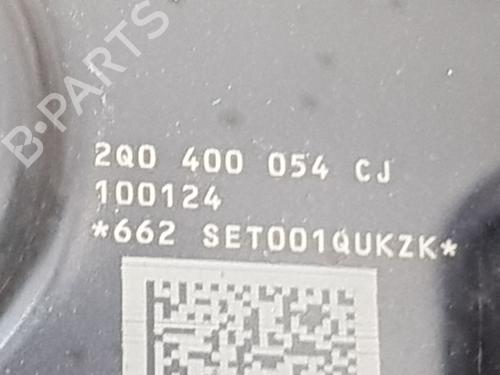 B-PARTS
2Q0 400 054 CJ
100124
*662 SET001QUKZK*